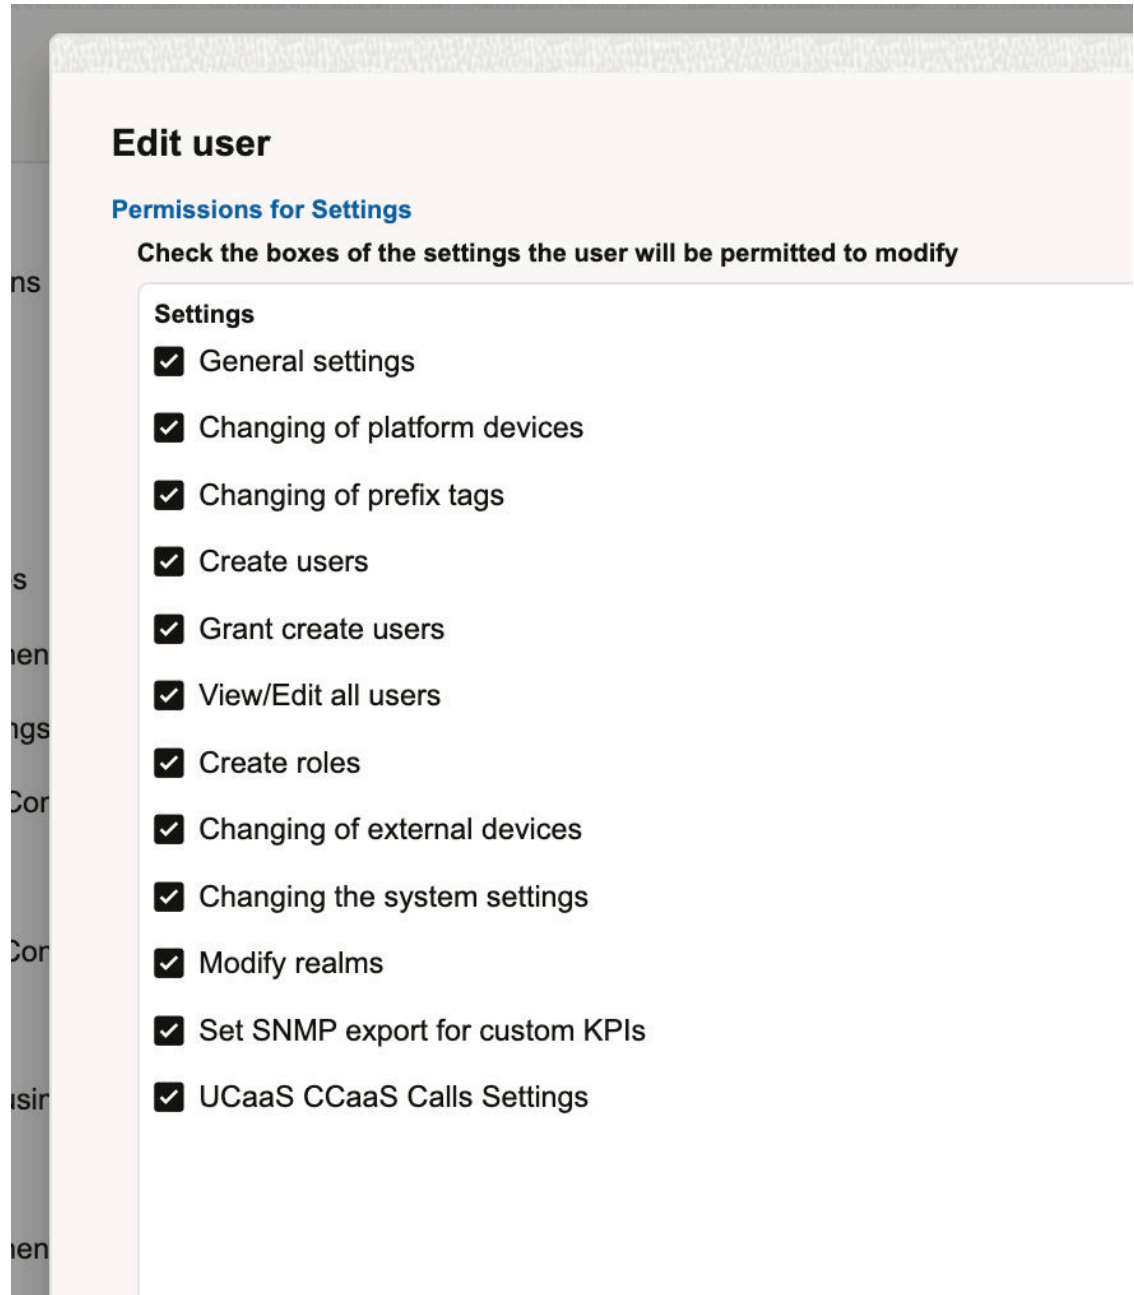 Edit user
Permissions for Settings
Check the boxes of the settings the user will be permitted to modify
ns
Settings
General settings
Changing of platform devices
Changing of prefix tags
Create users
s
Grant create users
View/Edit all users
ngs
Create roles
Changing of external devices
Changing the system settings
Modify realms
Set SNMP export for custom KPIs
UCaaS CCaaS Calls Settings